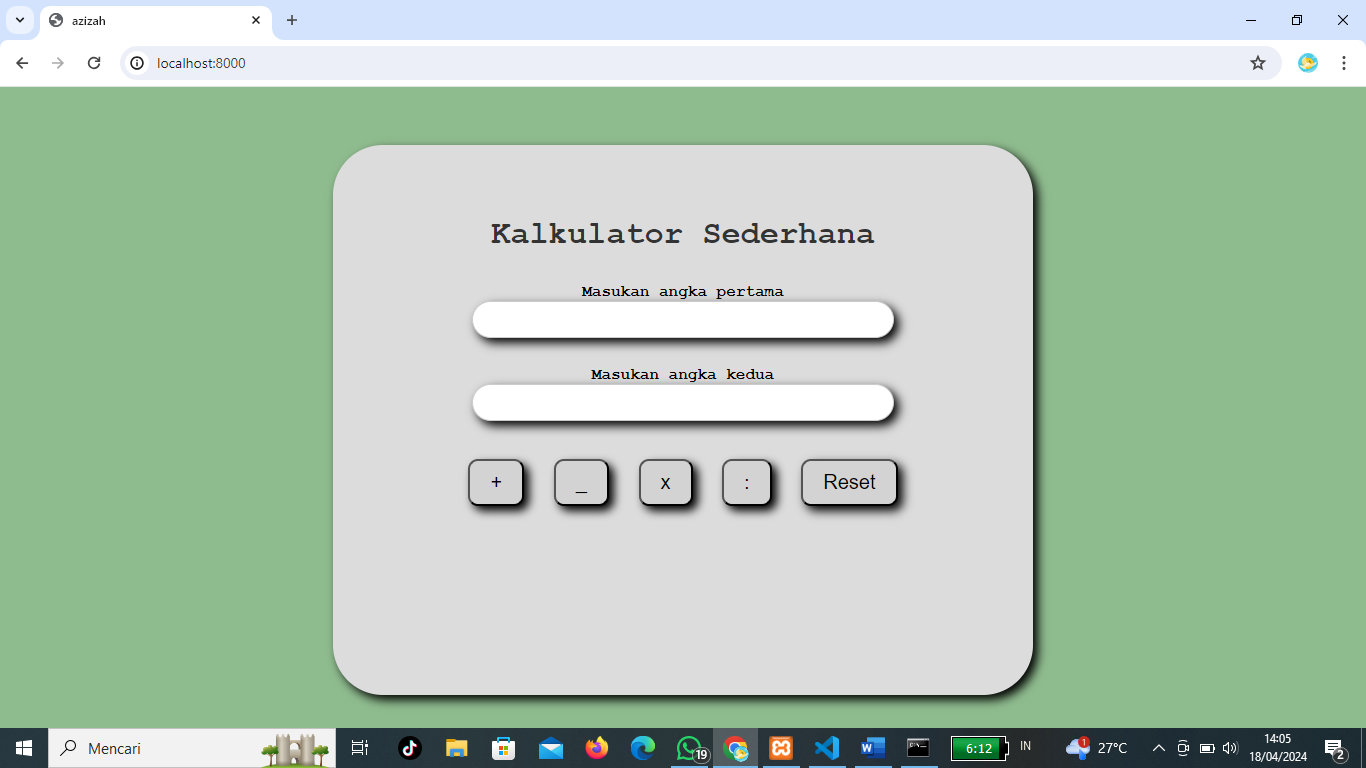 azizah
localhost:8000
Kalkulator Sederhana
Masukan angka pertama
Masukan angka kedua
+ _ x : Reset
Mencari
19
6:12
IN
1
27°C
14:05
18/04/2024
2